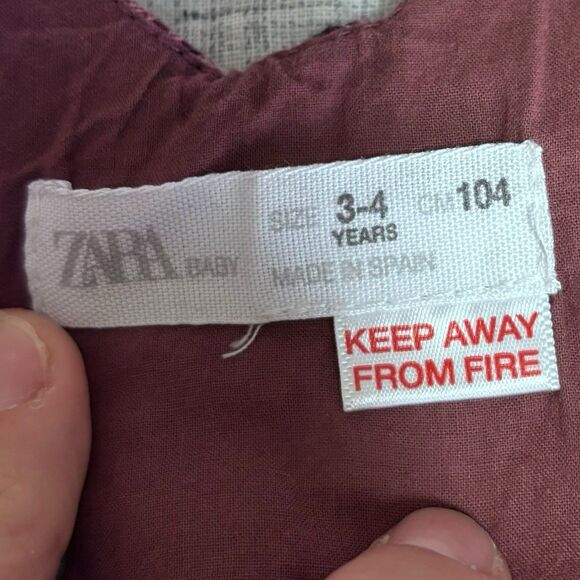 ZARA BABY
SIZE 3-4 YEARS CM 104
MADE IN SPAIN
KEEP AWAY
FROM FIRE